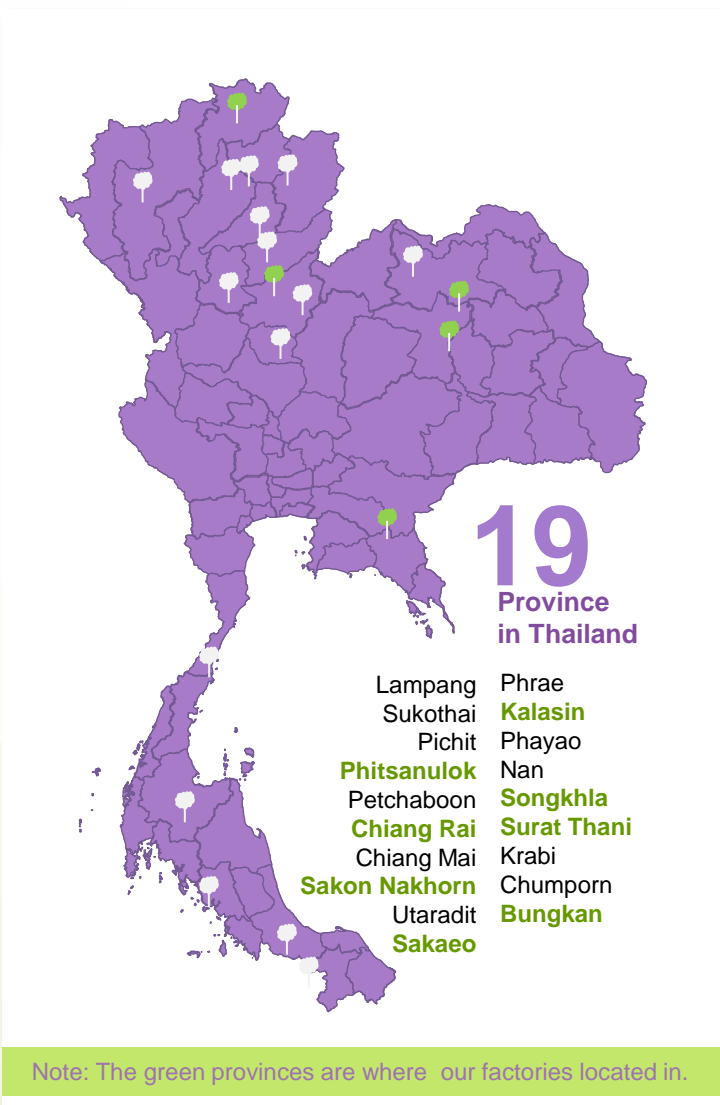 19
Province
in Thailand
Lampang
Sukothai
Pichit
Phitsanulok
Petchaboon
Chiang Rai
Chiang Mai
Sakon Nakhorn
Utaradit
Sakaeo
Phrae
Kalasin
Phayao
Nan
Songkhla
Surat Thani
Krabi
Chumporn
Bungkan
Note: The green provinces are where  our factories located in.